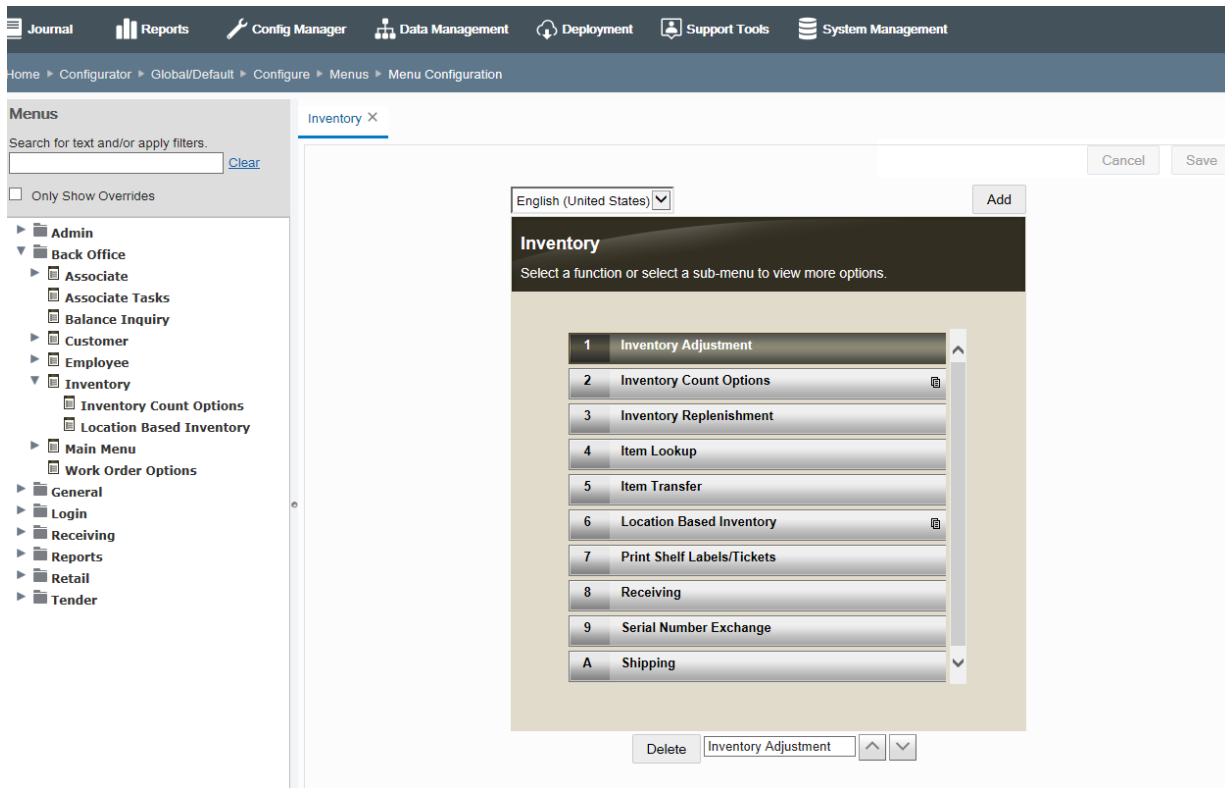 Journal Reports Config Manager Data Management Deployment Support Tools System Management
Home Configurator Global/Default Configure Menus Menu Configuration
Menus
Search for text and/or apply filters.
Clear
Only Show Overrides
Admin
Back Office
Associate
Associate Tasks
Balance Inquiry
Customer
Employee
Inventory
Inventory Count Options
Location Based Inventory
Main Menu
Work Order Options
General
Login
Receiving
Reports
Retail
Tender
Inventory
Cancel Save
English (United States) Add
Inventory
Select a function or select a sub-menu to view more options.
1 Inventory Adjustment
2 Inventory Count Options
3 Inventory Replenishment
4 Item Lookup
5 Item Transfer
6 Location Based Inventory
7 Print Shelf Labels/Tickets
8 Receiving
9 Serial Number Exchange
A Shipping
Delete Inventory Adjustment